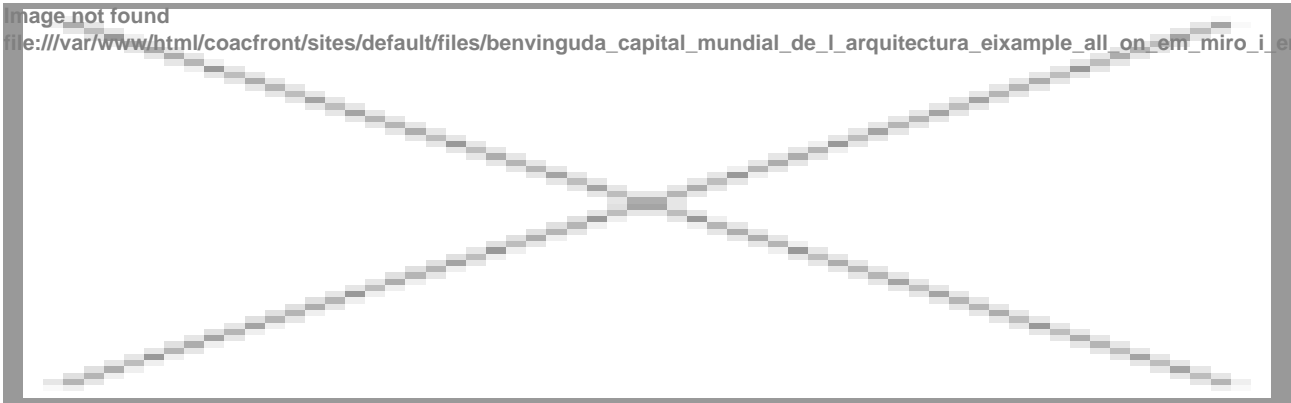 Image not found
file:///var/www/html/coacfront/sites/default/files/benvinguda_capital_mundial_de_l_arquitectura_eixample_all_on_em_miro_i_e